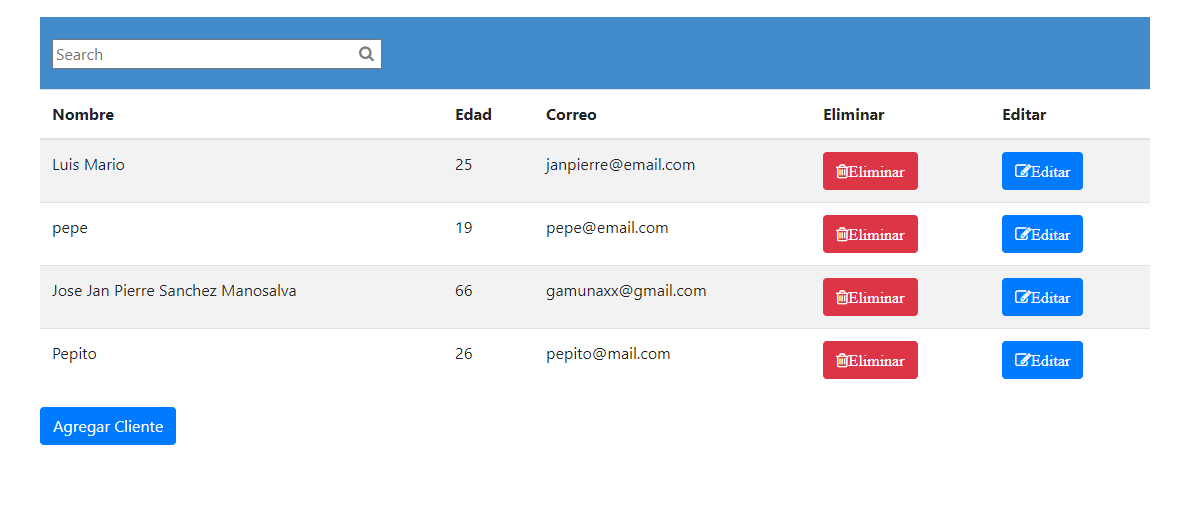 Search
Nombre Edad Correo Eliminar Editar
Luis Mario 25 janpierre@email.com Eliminar Editar
pepe 19 pepe@email.com Eliminar Editar
Jose Jan Pierre Sanchez Manosalva 66 gamunaxx@gmail.com Eliminar Editar
Pepito 26 pepito@mail.com Eliminar Editar
Agregar Cliente